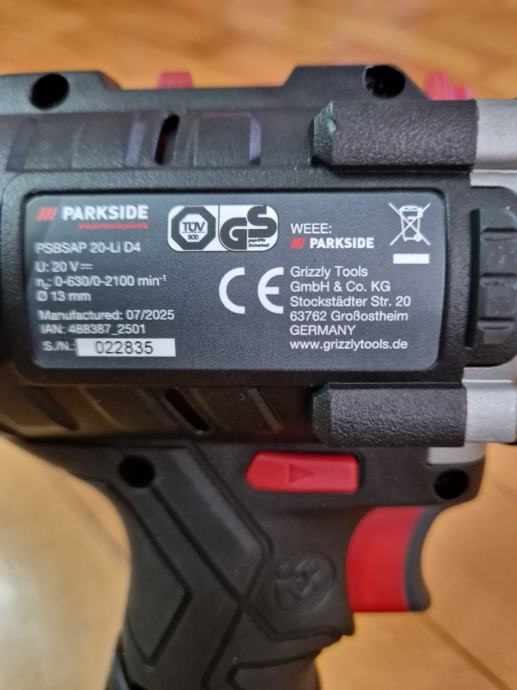 PARKSIDE
PERFORMANCE
PSBSAP 20-Li D4
U: 20 V⎓
n₀: 0-630/0-2100 min⁻¹
Ø 13 mm
Manufactured: 07/2025
IAN: 488387_2501
S./N.: 022835
TÜV
SÜD
GS
geprüfte
Sicherheit
WEEE:
PARKSIDE
CE
Grizzly Tools
GmbH & Co. KG
Stockstädter Str. 20
63762 Großostheim
GERMANY
www.grizzlytools.de